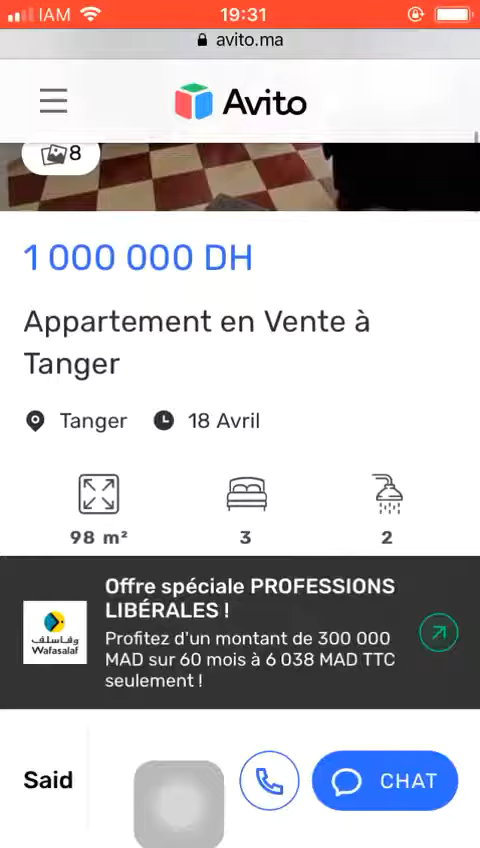 IAM 19:31
avito.ma
Avito
8
1 000 000 DH
Appartement en Vente à
Tanger
Tanger 18 Avril
98 m² 3 2
Offre spéciale PROFESSIONS
LIBÉRALES !
وفاسلف
Wafasalaf
Profitez d'un montant de 300 000
MAD sur 60 mois à 6 038 MAD TTC
seulement !
Said CHAT